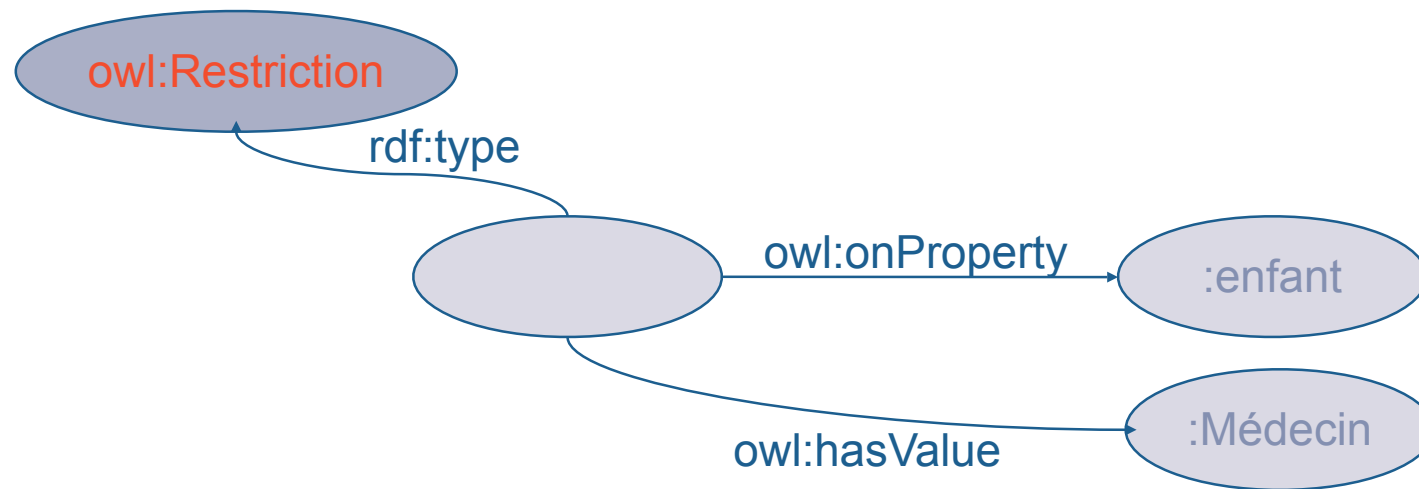 owl:Restriction
rdf:type
owl:onProperty
:enfant
:Médecin
owl:hasValue